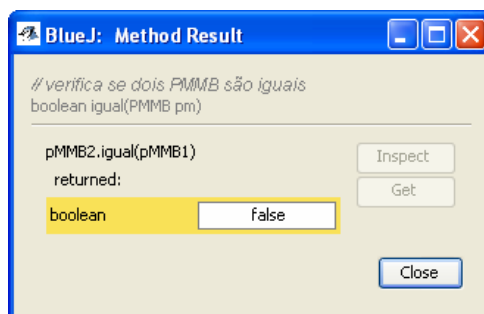 BlueJ: Method Result
// verifica se dois PMMB são iguais
boolean igual(PMMB pm)
pMMB2.igual(pMMB1)
returned:
boolean false
Inspect
Get
Close